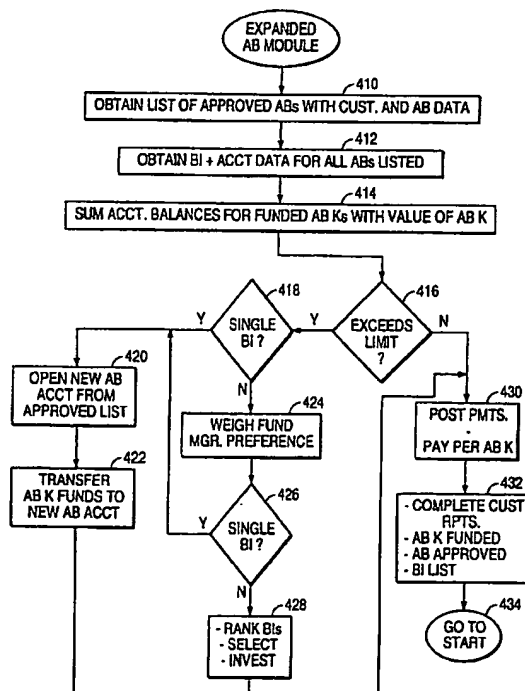 EXPANDED
AB MODULE
410
OBTAIN LIST OF APPROVED ABs WITH CUST. AND AB DATA
412
OBTAIN BI + ACCT DATA FOR ALL ABs LISTED
414
SUM ACCT. BALANCES FOR FUNDED AB Ks WITH VALUE OF AB K
416
EXCEEDS
LIMIT
?
Y
N
418
SINGLE
BI ?
Y
N
420
OPEN NEW AB
ACCT FROM
APPROVED LIST
422
TRANSFER
AB K FUNDS TO
NEW AB ACCT
424
WEIGH FUND
MGR. PREFERENCE
426
SINGLE
BI ?
Y
N
428
- RANK BIs
- SELECT
- INVEST
430
POST PMTS.
-
PAY PER AB K
432
- COMPLETE CUST
RPTS.
- AB K FUNDED
- AB APPROVED
- BI LIST
434
GO TO
START